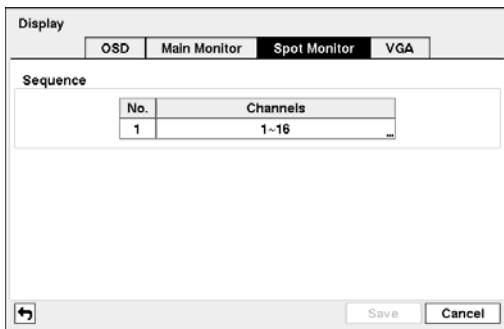 Display
OSD Main Monitor Spot Monitor VGA
Sequence
No. Channels
1 1~16 ...
Save Cancel